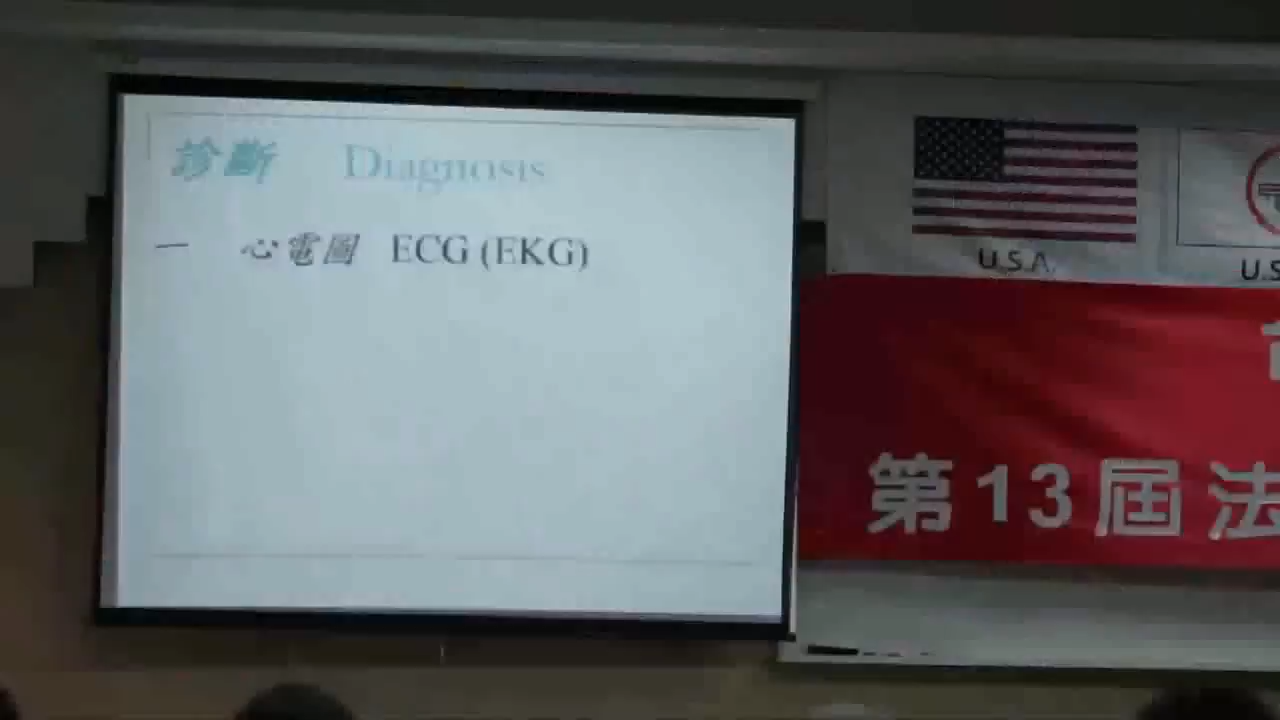 診斷 Diagnosis
一 心電圖 ECG (EKG)
U.S.A.
U.S
第13屆法